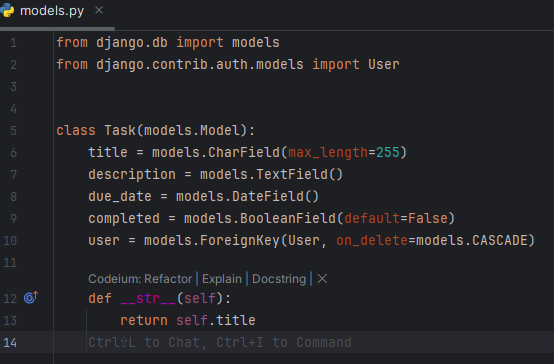 models.py ×
1 from django.db import models
2 from django.contrib.auth.models import User
3
4
5 class Task(models.Model):
6     title = models.CharField(max_length=255)
7     description = models.TextField()
8     due_date = models.DateField()
9     completed = models.BooleanField(default=False)
10     user = models.ForeignKey(User, on_delete=models.CASCADE)
11
Codeium: Refactor | Explain | Docstring | ×
12     def __str__(self):
13         return self.title
14     Ctrl⇧L to Chat, Ctrl+I to Command